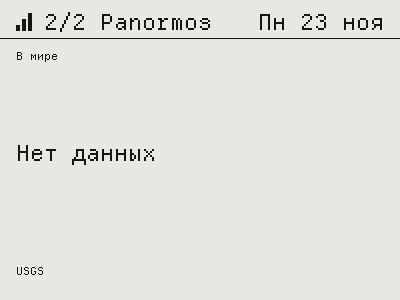 2/2 Panormos Пн 23 ноя
В мире
Нет данных
USGS